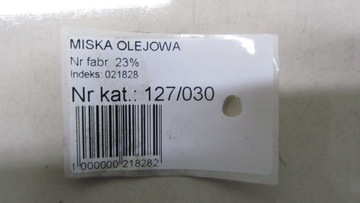 MISKA OLEJOWA
Nr fabr. 23%
Indeks: 021828
Nr kat.: 127/030
1 000000 218282